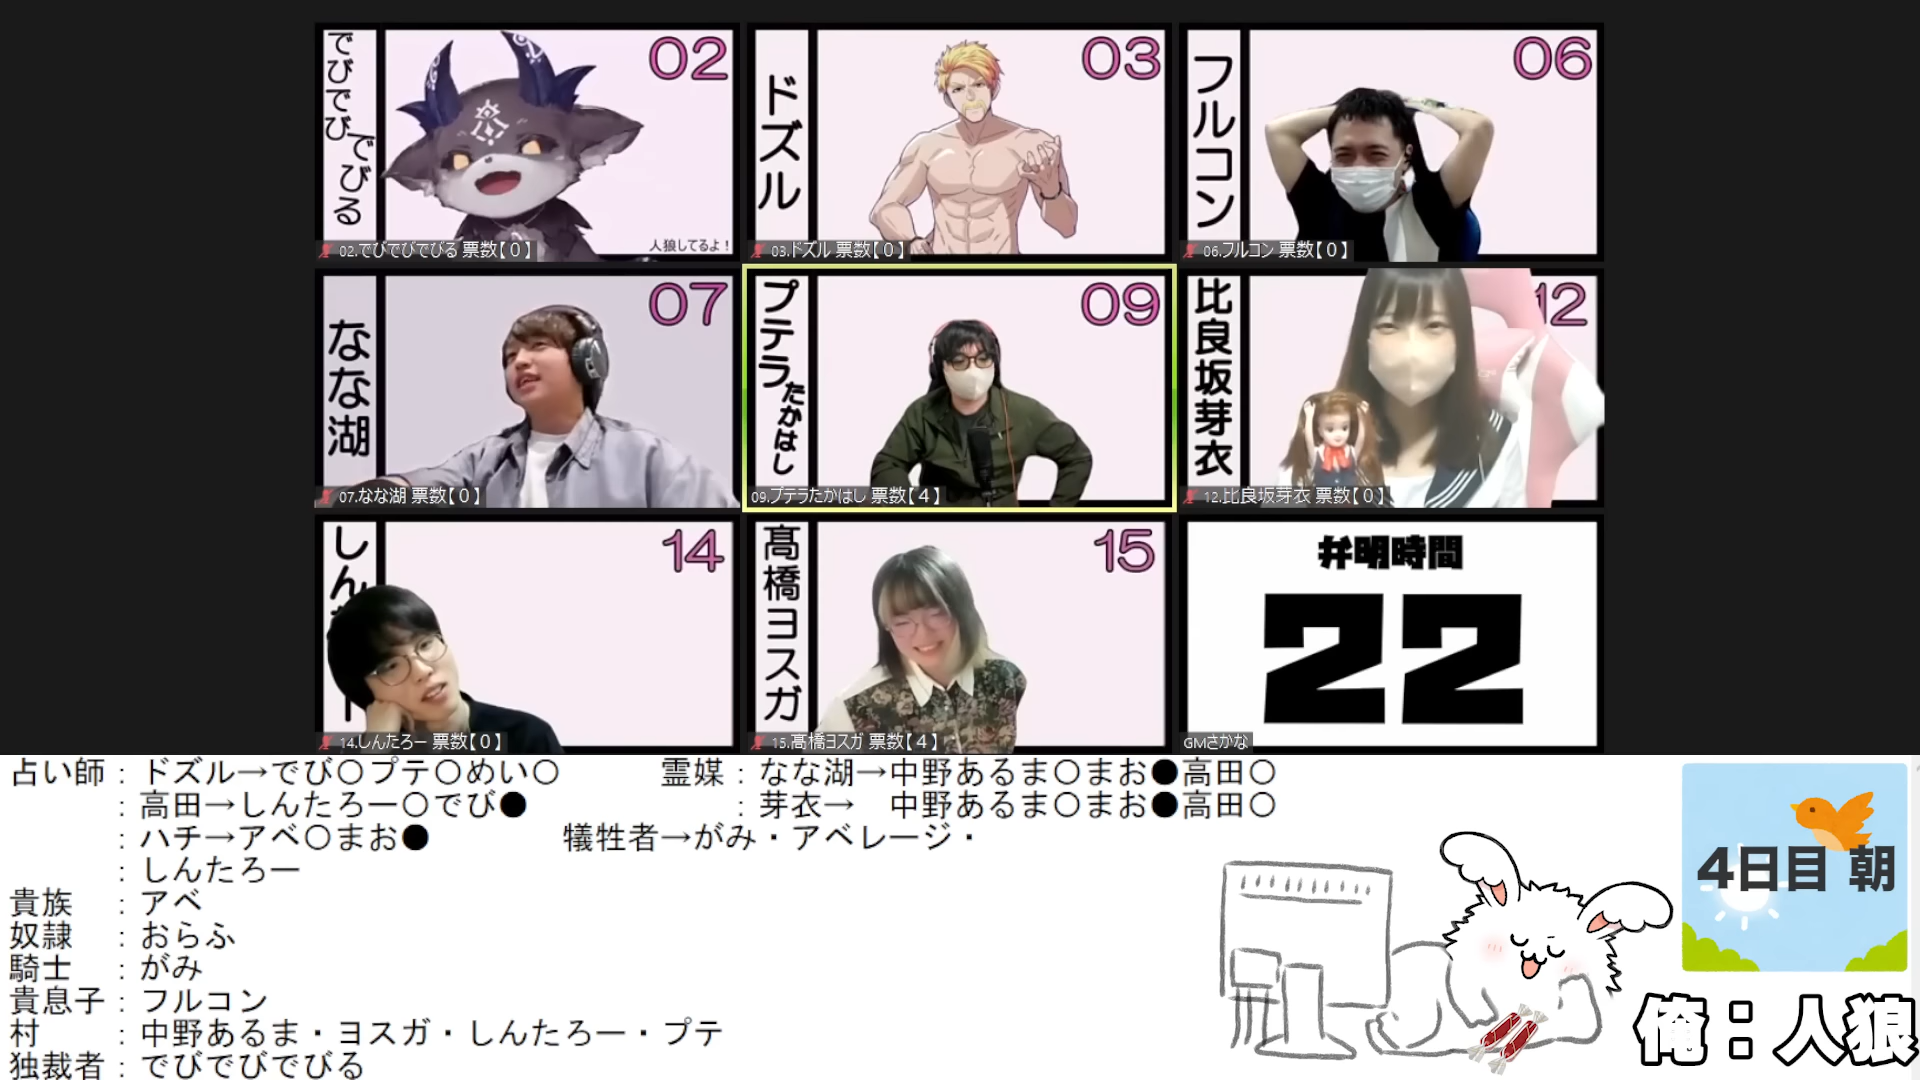 でびでびでびる
02
人狼してるよ！
02.でびでびでびる 票数【０】
ドズル
03
03.ドズル 票数【０】
フルコン
06
06.フルコン 票数【０】
なな湖
07
07.なな湖 票数【０】
プテラたかはし
09
09.プテラたかはし 票数【４】
比良坂芽衣
12
12.比良坂芽衣 票数【０】
しん
14
14.しんたろー 票数【０】
髙橋ヨスガ
15
15.髙橋ヨスガ 票数【４】
弁明時間
22
GMさかな
占い師：ドズル→でび〇プテ〇めい〇
：高田→しんたろー〇でび●
：ハチ→アベ〇まお●
：しんたろー
霊媒：なな湖→中野あるま〇まお●高田〇
：芽衣→　中野あるま〇まお●高田〇
犠牲者→がみ・アベレージ・
貴族：アベ
奴隷：おらふ
騎士：がみ
貴息子：フルコン
村：中野あるま・ヨスガ・しんたろー・プテ
独裁者：でびでびでびる
4日目 朝
俺：人狼